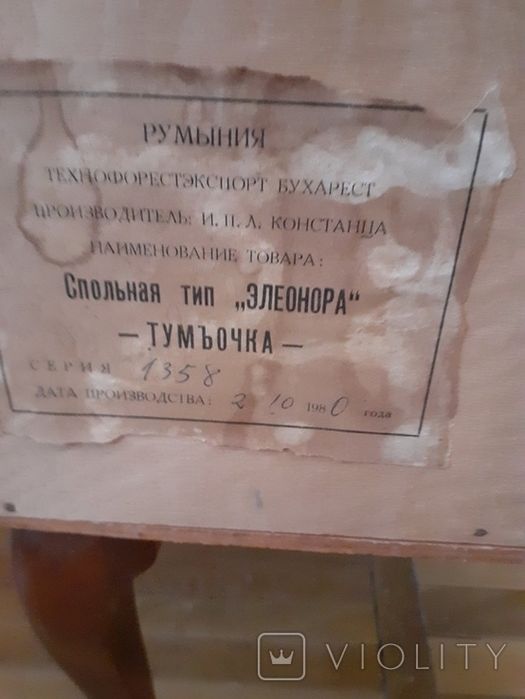 РУМЫНИЯ
ТЕХНОФОРЕСТЭКСПОРТ БУХАРЕСТ
ПРОИЗВОДИТЕЛЬ: И. П. Л. КОНСТАНЦА
НАИМЕНОВАНИЕ ТОВАРА:
Спольная тип „ЭЛЕОНОРА“
— ТУМЪОЧКА —
СЕРИЯ 1358
ДАТА ПРОИЗВОДСТВА: 2 10 1980 года
VIOLITY